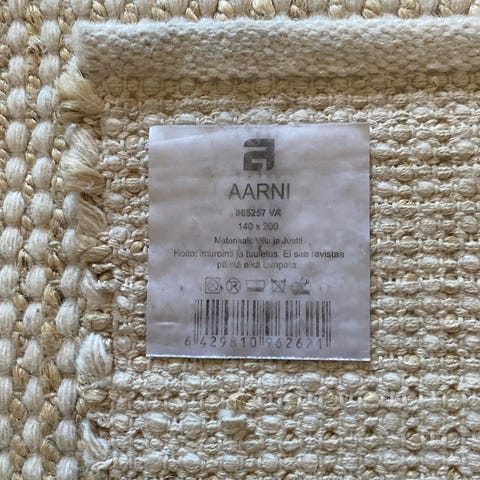 a
AARNI
865257 VA
140 x 200
Materiaali: Villa ja Juutti
Hoito: Imurointi ja tuuletus. Ei saa ravistaa
päistä eikä tampata.
6 429810 962671